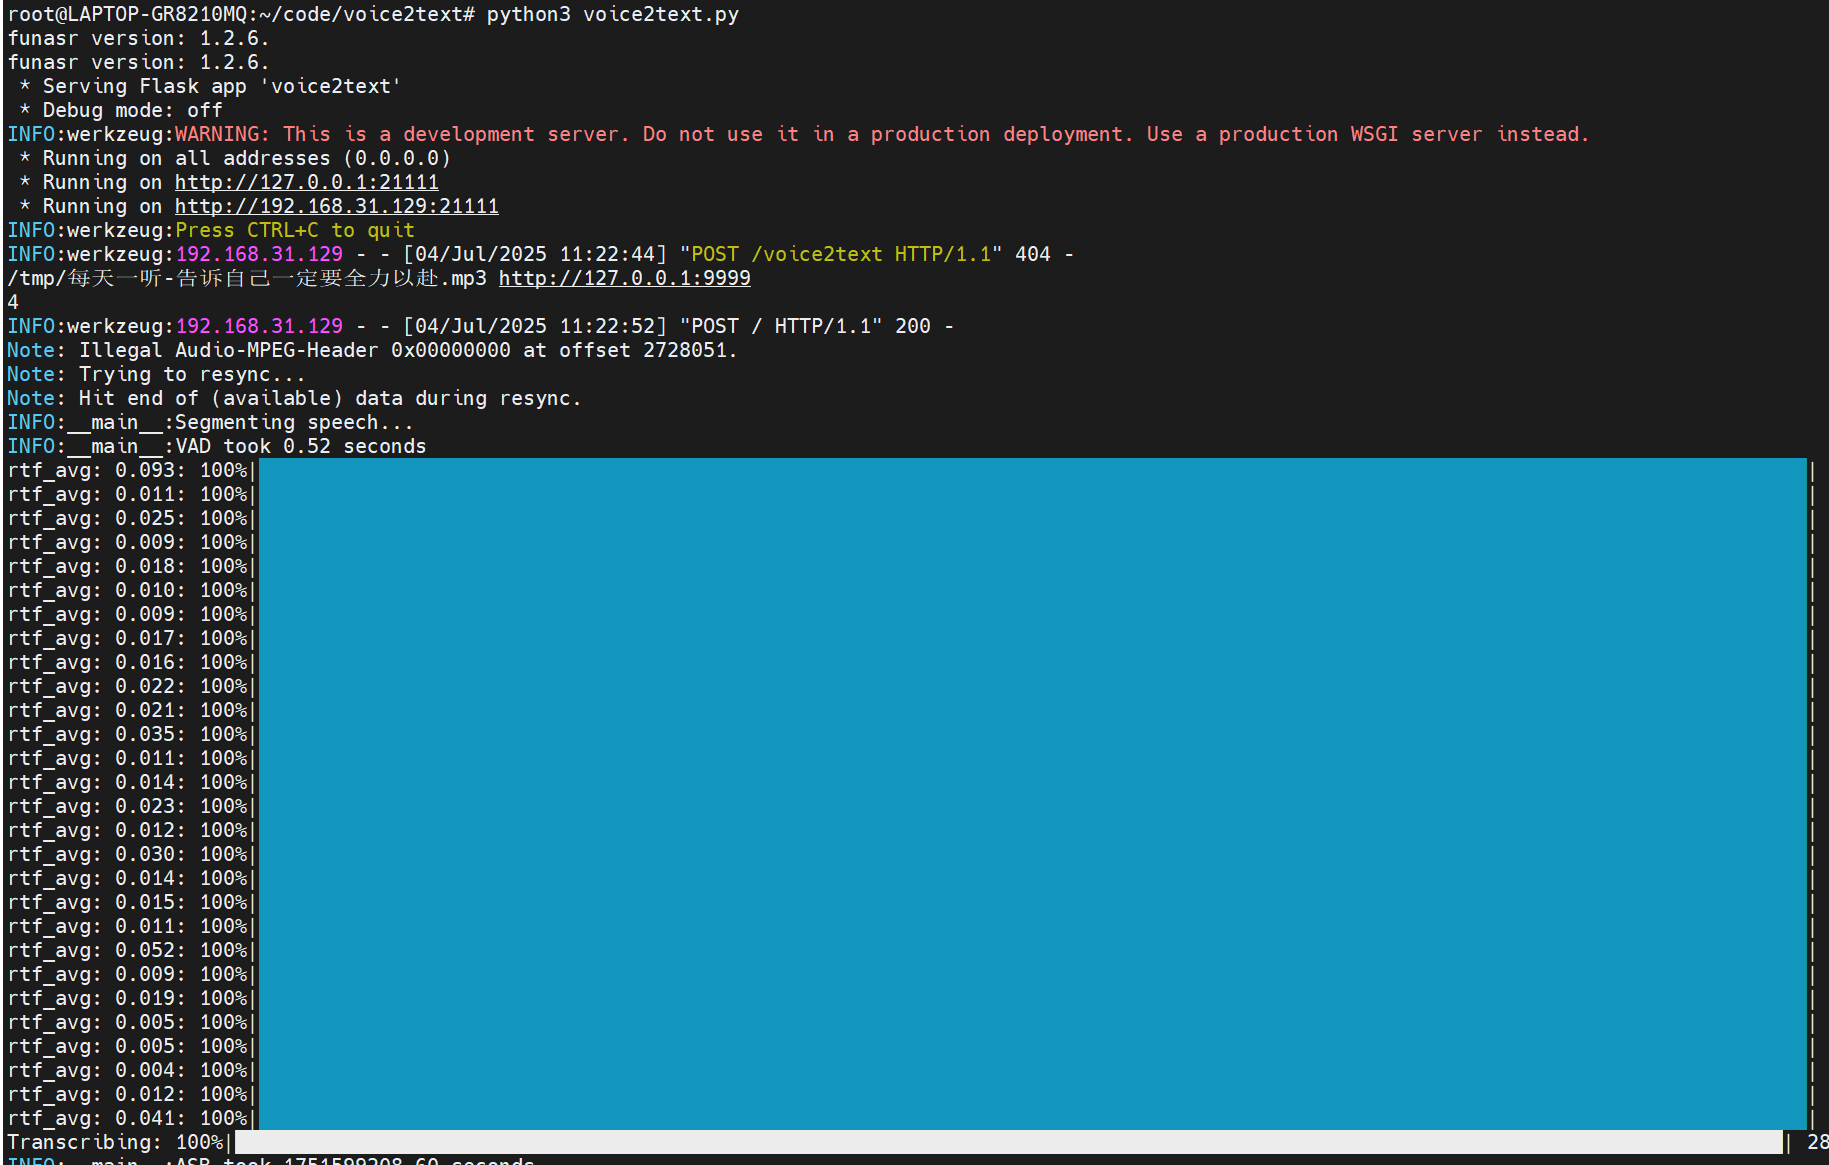 root@LAPTOP-GR8210MQ:~/code/voice2text# python3 voice2text.py
funasr version: 1.2.6.
funasr version: 1.2.6.
 * Serving Flask app 'voice2text'
 * Debug mode: off
INFO:werkzeug:WARNING: This is a development server. Do not use it in a production deployment. Use a production WSGI server instead.
 * Running on all addresses (0.0.0.0)
 * Running on http://127.0.0.1:21111
 * Running on http://192.168.31.129:21111
INFO:werkzeug:Press CTRL+C to quit
INFO:werkzeug:192.168.31.129 - - [04/Jul/2025 11:22:44] "POST /voice2text HTTP/1.1" 404 -
/tmp/每天一听-告诉自己一定要全力以赴.mp3 http://127.0.0.1:9999
4
INFO:werkzeug:192.168.31.129 - - [04/Jul/2025 11:22:52] "POST / HTTP/1.1" 200 -
Note: Illegal Audio-MPEG-Header 0x00000000 at offset 2728051.
Note: Trying to resync...
Note: Hit end of (available) data during resync.
INFO:__main__:Segmenting speech...
INFO:__main__:VAD took 0.52 seconds
rtf_avg: 0.093: 100%| |
rtf_avg: 0.011: 100%| |
rtf_avg: 0.025: 100%| |
rtf_avg: 0.009: 100%| |
rtf_avg: 0.018: 100%| |
rtf_avg: 0.010: 100%| |
rtf_avg: 0.009: 100%| |
rtf_avg: 0.017: 100%| |
rtf_avg: 0.016: 100%| |
rtf_avg: 0.022: 100%| |
rtf_avg: 0.021: 100%| |
rtf_avg: 0.035: 100%| |
rtf_avg: 0.011: 100%| |
rtf_avg: 0.014: 100%| |
rtf_avg: 0.023: 100%| |
rtf_avg: 0.012: 100%| |
rtf_avg: 0.030: 100%| |
rtf_avg: 0.014: 100%| |
rtf_avg: 0.015: 100%| |
rtf_avg: 0.011: 100%| |
rtf_avg: 0.052: 100%| |
rtf_avg: 0.009: 100%| |
rtf_avg: 0.019: 100%| |
rtf_avg: 0.005: 100%| |
rtf_avg: 0.005: 100%| |
rtf_avg: 0.004: 100%| |
rtf_avg: 0.012: 100%| |
rtf_avg: 0.041: 100%| |
Transcribing: 100%| | 28
INFO:__main__:ASR took 1751599208.60 seconds